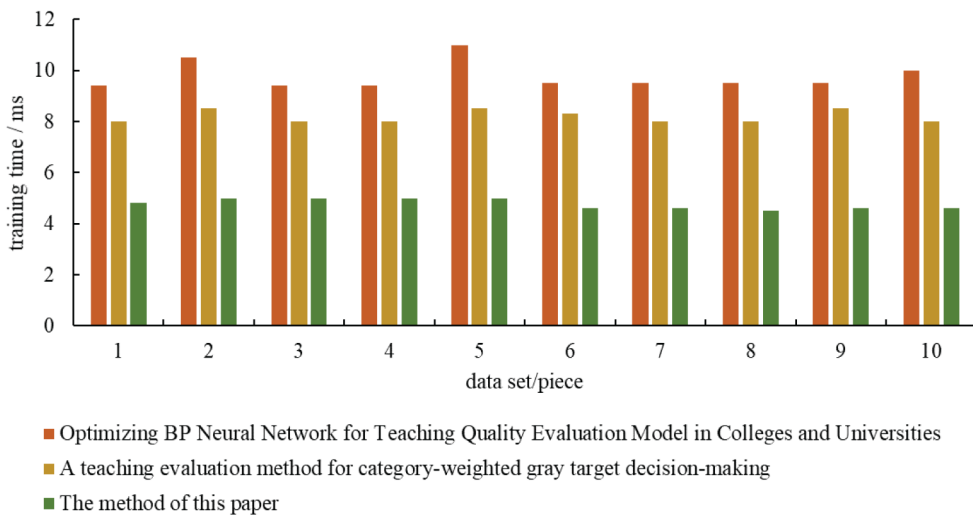 12
10
8
6
4
2
0
training time / ms
1 2 3 4 5 6 7 8 9 10
data set/piece
Optimizing BP Neural Network for Teaching Quality Evaluation Model in Colleges and Universities
A teaching evaluation method for category-weighted gray target decision-making
The method of this paper